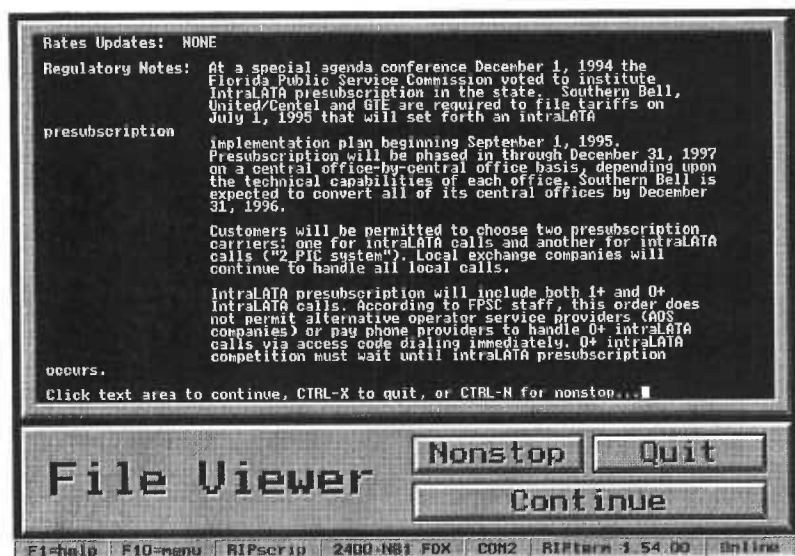 Rates Updates: NONE
Regulatory Notes: At a special agenda conference December 1, 1994 the
Florida Public Service Commission voted to institute
IntraLATA presubscription in the state. Southern Bell,
United/Centel and GTE are required to file tariffs on
July 1, 1995 that will set forth an intraLATA
presubscription
implementation plan beginning September 1, 1995.
Presubscription will be phased in through December 31, 1997
on a central office-by-central office basis, depending upon
the technical capabilities of each office. Southern Bell is
expected to convert all of its central offices by December
31, 1996.
Customers will be permitted to choose two presubscription
carriers: one for intraLATA calls and another for intraLATA
calls ("2 PIC system"). Local exchange companies will
continue to handle all local calls.
IntraLATA presubscription will include both 1+ and 0+
IntraLATA calls. According to FPSC staff, this order does
not permit alternative operator service providers (AOS
companies) or pay phone providers to handle 0+ intraLATA
calls via access code dialing immediately. 0+ intraLATA
competition must wait until intraLATA presubscription
occurs.
Click text area to continue, CTRL-X to quit, or CTRL-N for nonstop...
File Viewer
Nonstop
Quit
Continue
F1=help F10=menu RIPscrip 2400-N81 FDX COM2 RIPterm 1.54.00 Online